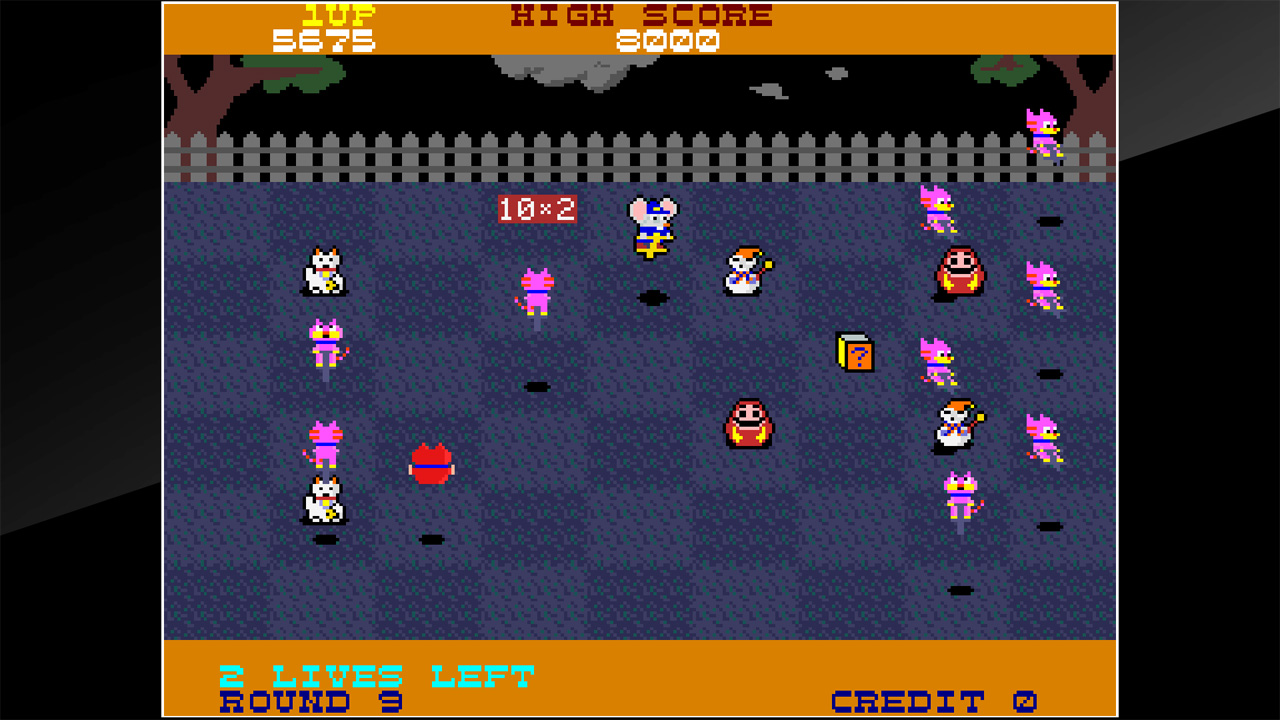 1UP HIGH SCORE
5675 8000
10×2
?
2 LIVES LEFT
ROUND 9 CREDIT 0